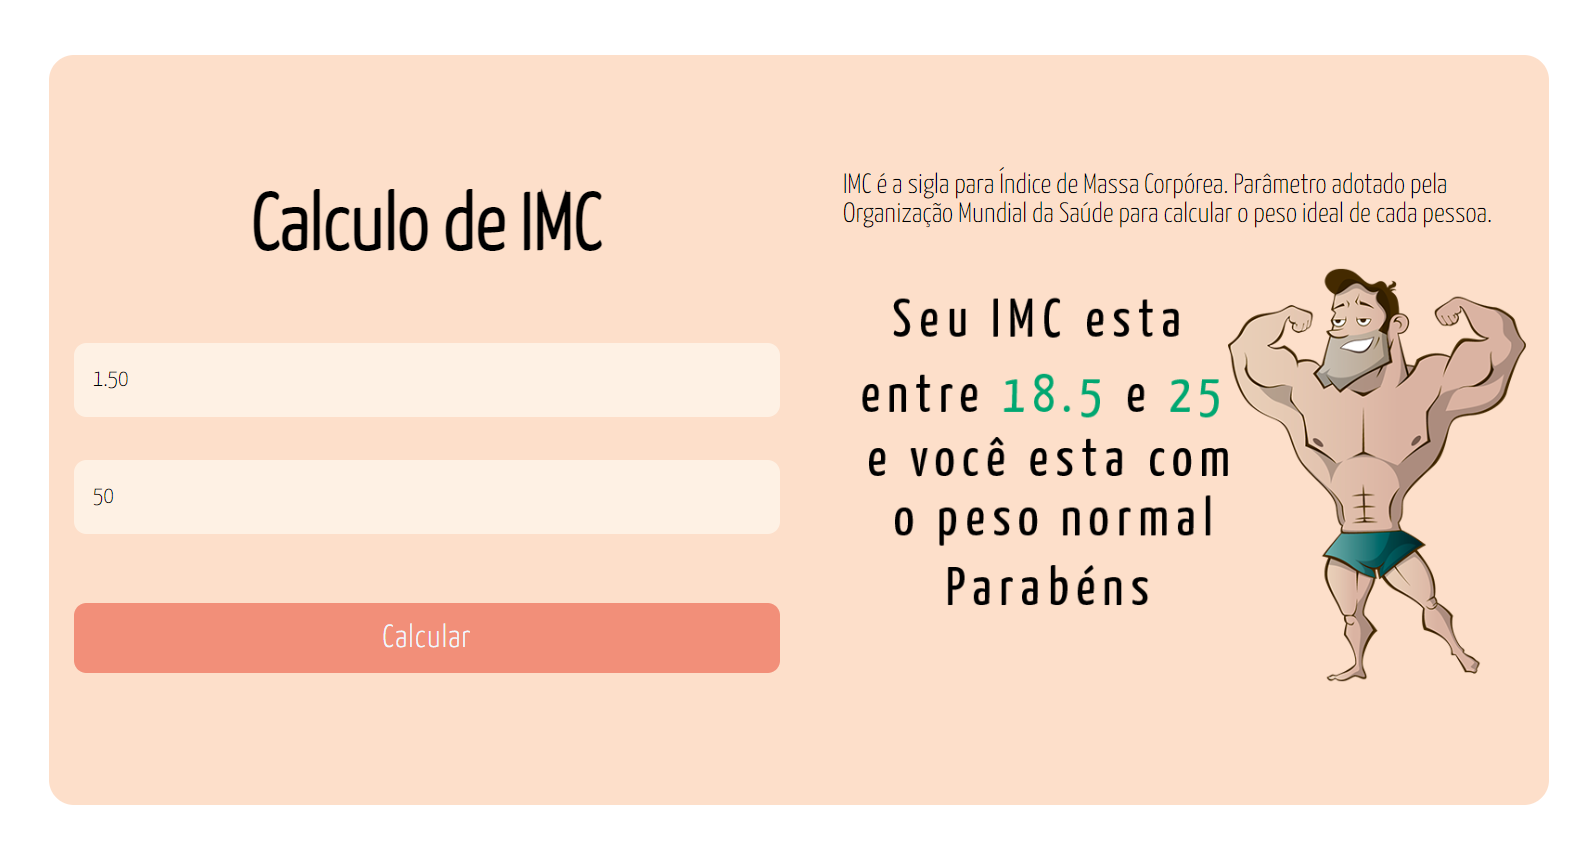 Calculo de IMC
1.50
50
Calcular
IMC é a sigla para Índice de Massa Corpórea. Parâmetro adotado pela
Organização Mundial da Saúde para calcular o peso ideal de cada pessoa.
Seu IMC esta
entre 18.5 e 25
e você esta com
o peso normal
Parabéns